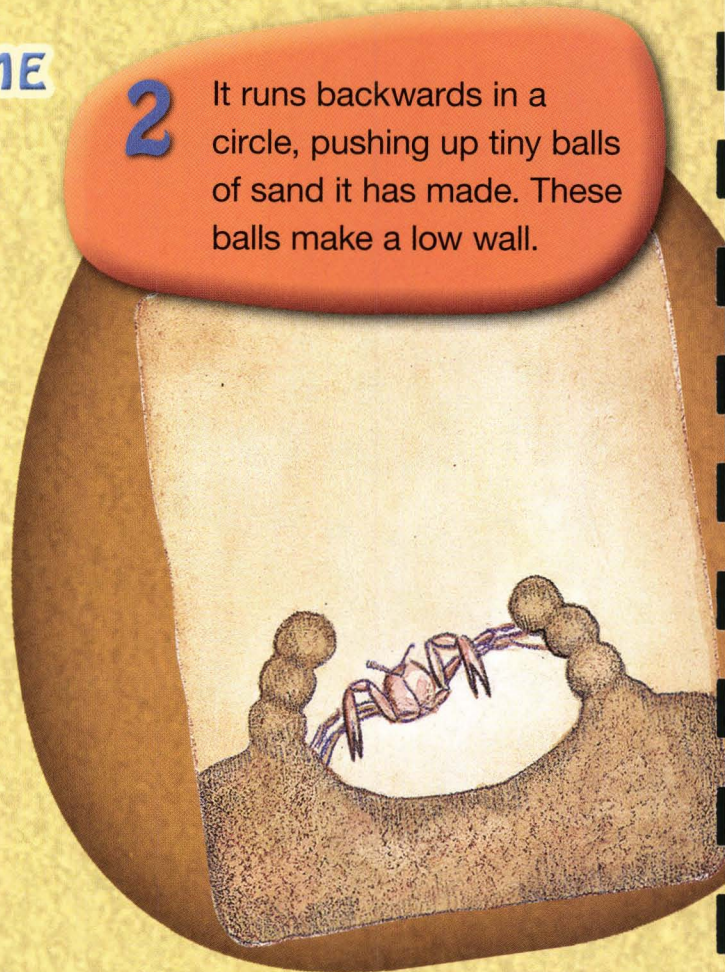 2
It runs backwards in a
circle, pushing up tiny balls
of sand it has made. These
balls make a low wall.